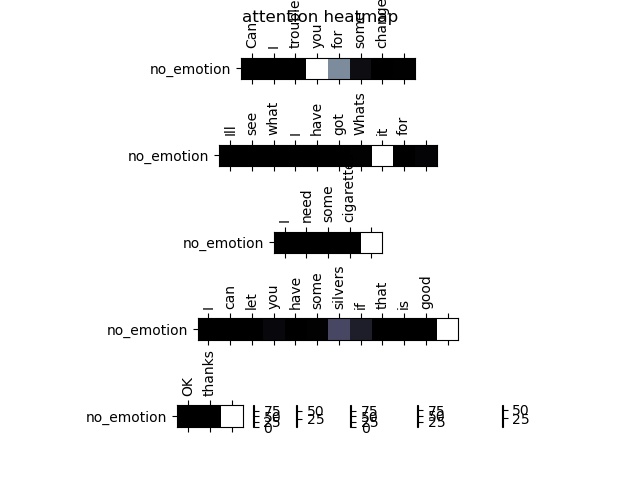 attention heatmap
Can I trouble you for some change
no_emotion
Ill see what I have got Whats it for
no_emotion
I need some cigarette
no_emotion
I can let you have some silvers if that is good
no_emotion
OK thanks
no_emotion
75 50 75 75 50
50 25 50 50 25
25 25 25
0 0